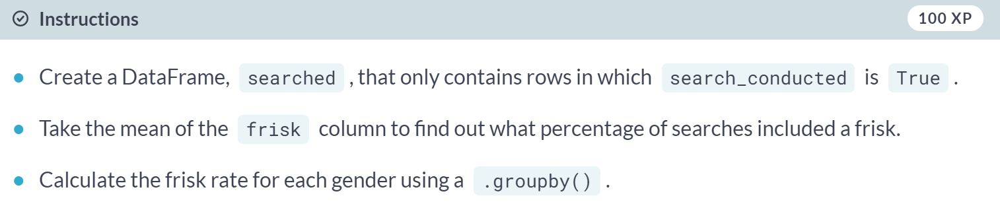 Instructions 100 XP
Create a DataFrame, searched , that only contains rows in which search_conducted is True .
Take the mean of the frisk column to find out what percentage of searches included a frisk.
Calculate the frisk rate for each gender using a .groupby() .